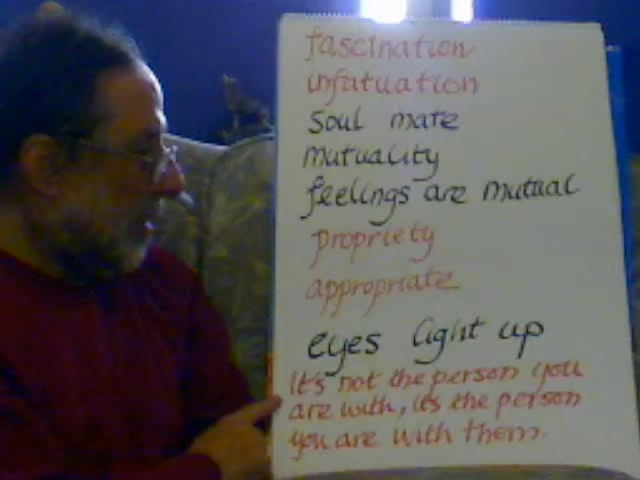 fascination
infatuation
soul mate
mutuality
feelings are mutual
propriety
appropriate
eyes light up
It's not the person you
are with, it's the person
you are with them.